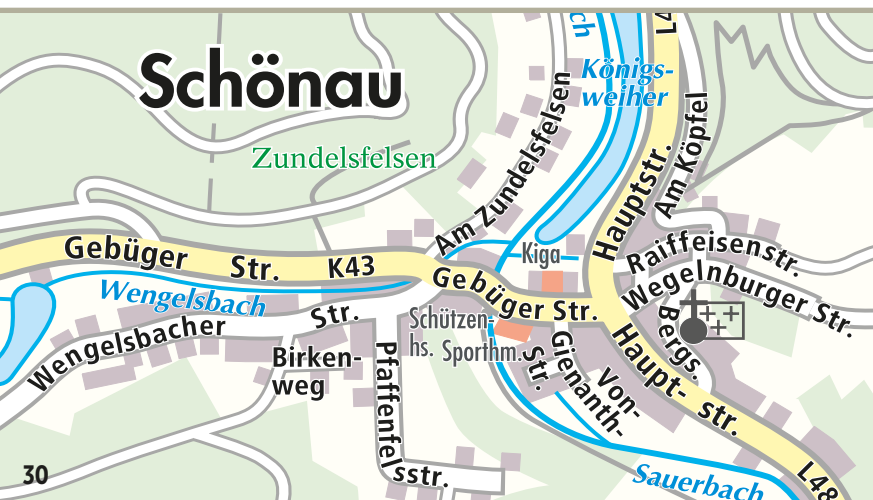 Schönau
Zundelsfelsen
Königs-
weiher
ch
L4
Am Köpfel
Hauptstr.
Am Zundelsfelsen
Raiffeisenstr.
Wegelnburger Str.
Kiga
Gebüger Str. K43
Gebüger Str.
Wengelsbach
Wengelsbacher Str.
Schützen-
hs.
Sporthm.
Bergs.
Birken-
weg
Pfaffenfelsstr.
Von-
Gienanth-
Str.
Haupt- str.
Sauerbach
L48
30